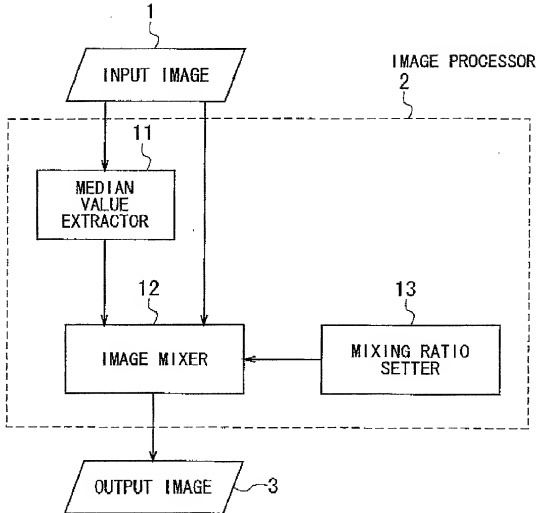 1
INPUT IMAGE
IMAGE PROCESSOR
2
11
MEDIAN
VALUE
EXTRACTOR
12
IMAGE MIXER
13
MIXING RATIO
SETTER
OUTPUT IMAGE
3